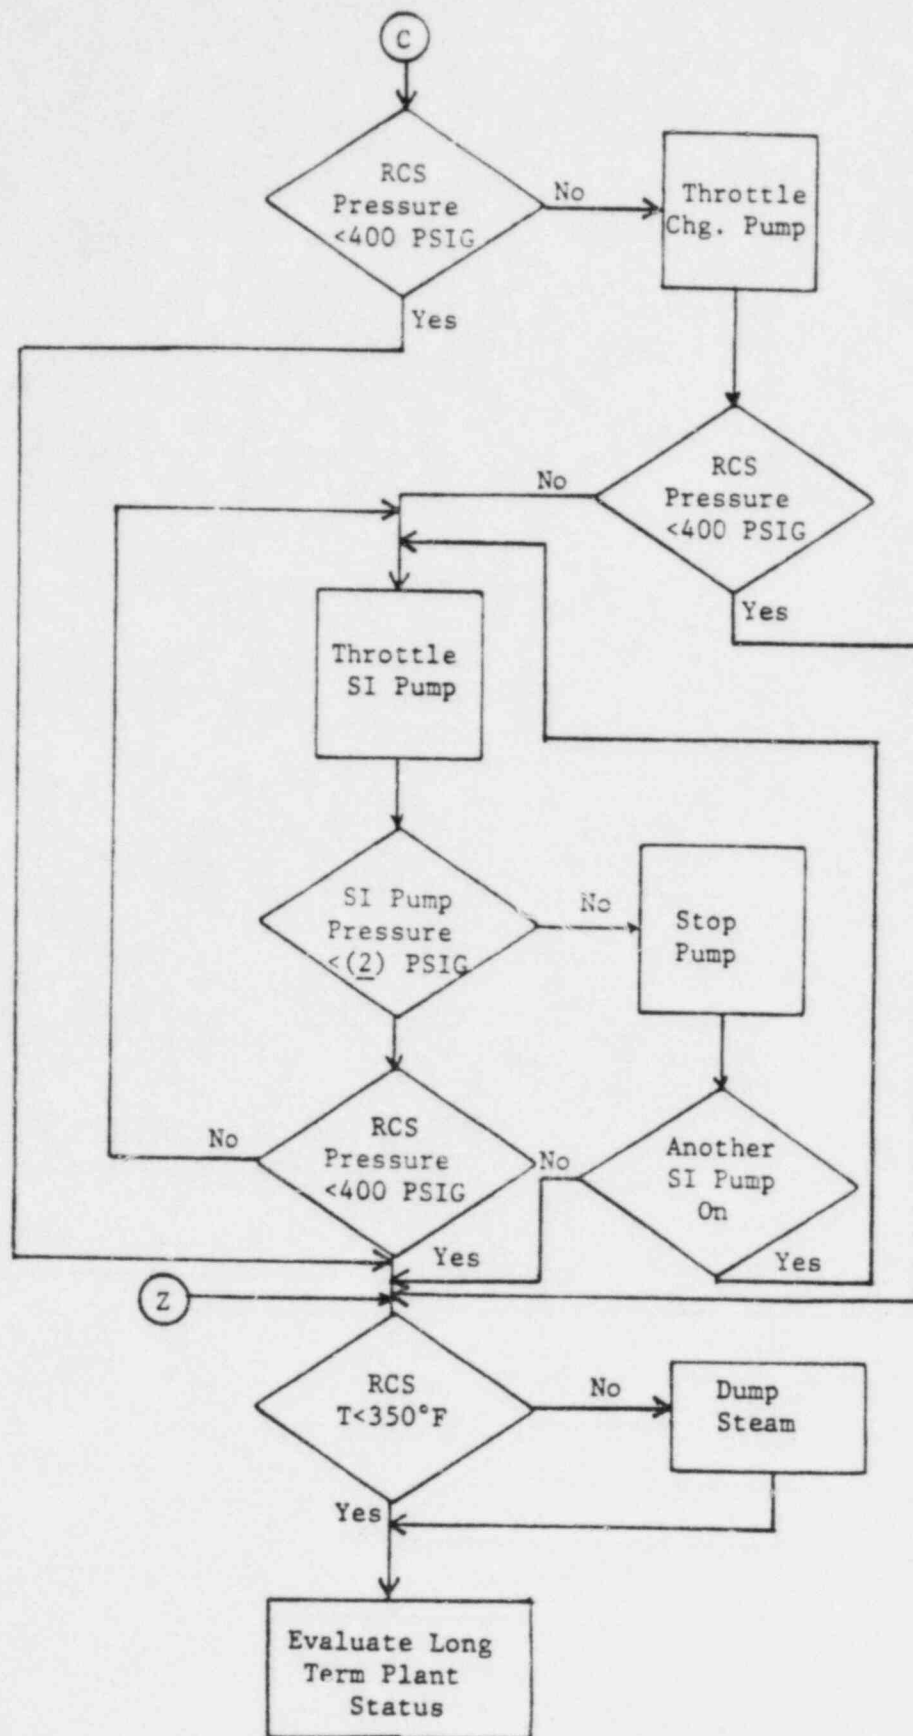 C
RCS
Pressure
<400 PSIG
No
Throttle
Chg. Pump
Yes
RCS
Pressure
<400 PSIG
No
Yes
Throttle
SI Pump
SI Pump
Pressure
<(2) PSIG
No
Stop
Pump
RCS
Pressure
<400 PSIG
No
Yes
Another
SI Pump
On
No
Yes
Z
RCS
T<350°F
No
Dump
Steam
Yes
Evaluate Long
Term Plant
Status